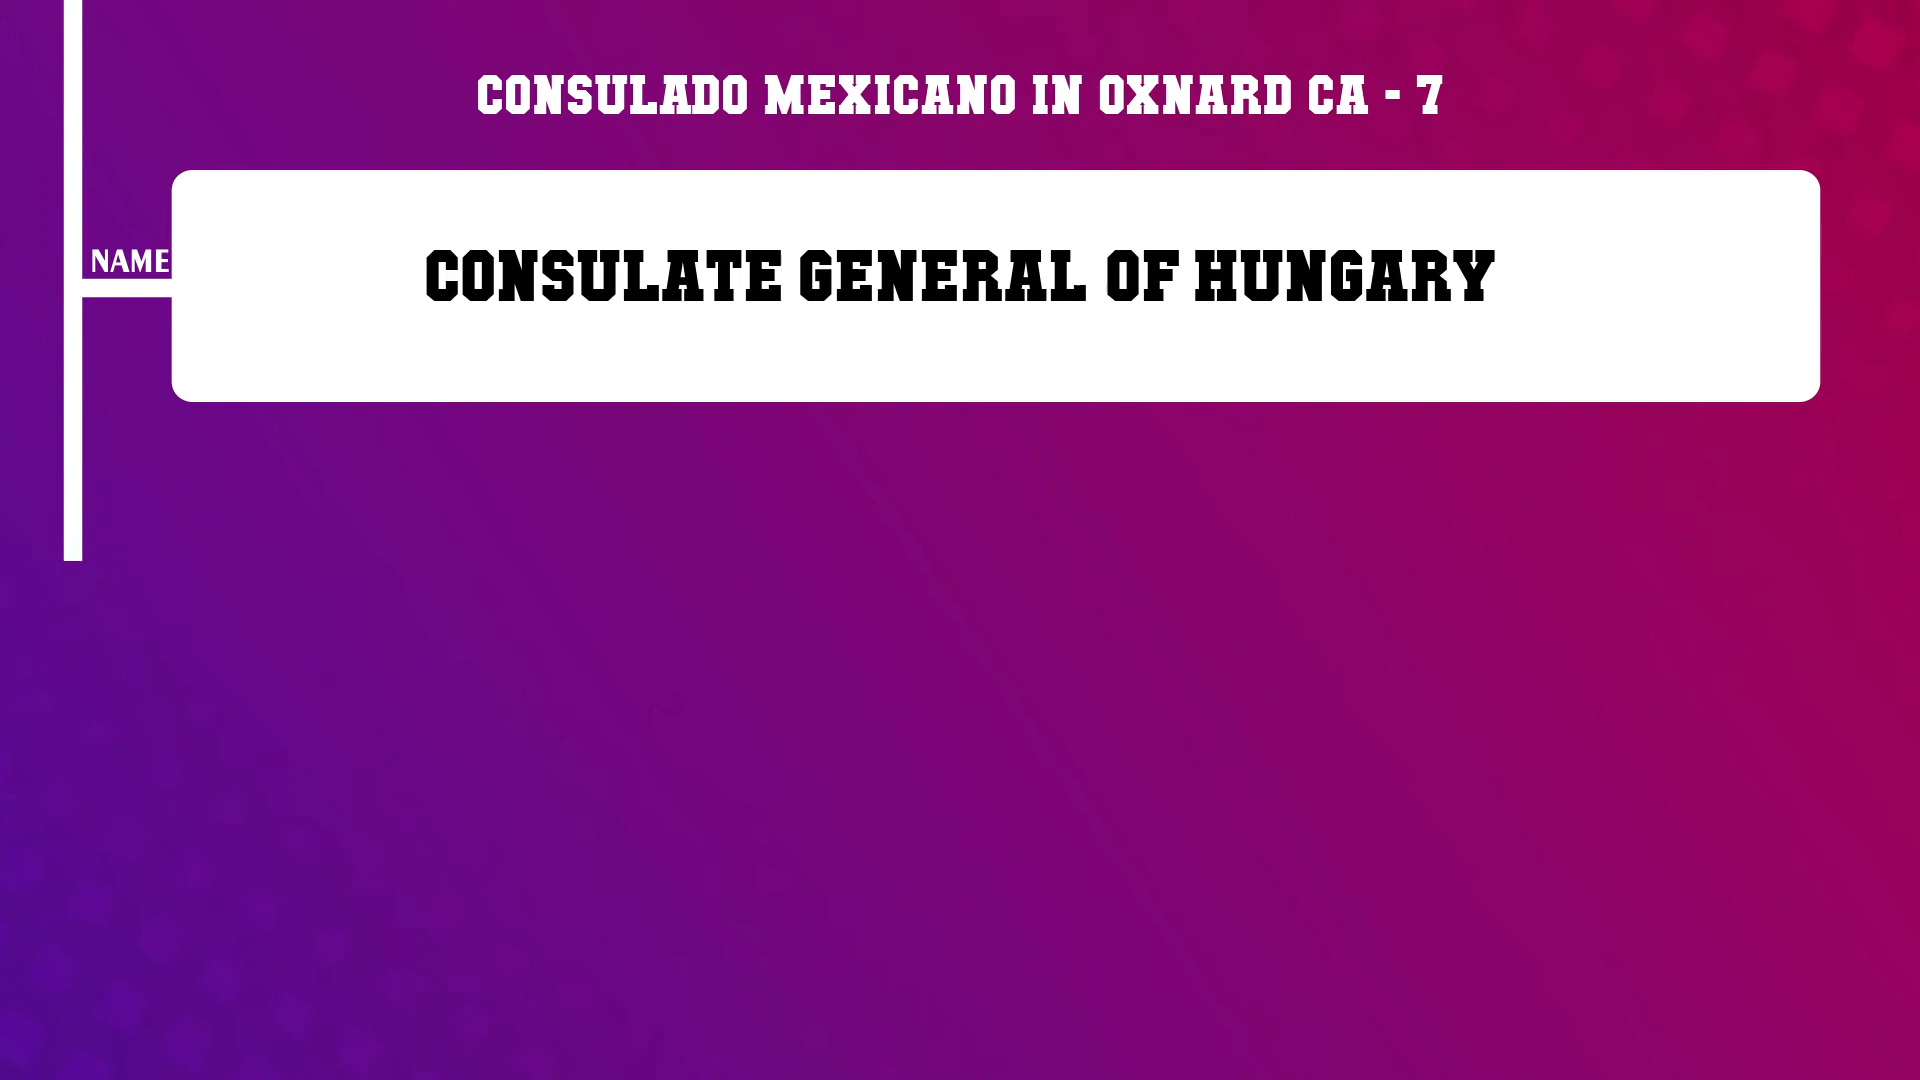 CONSULADO MEXICANO IN OXNARD CA - 7
NAME
CONSULATE GENERAL OF HUNGARY